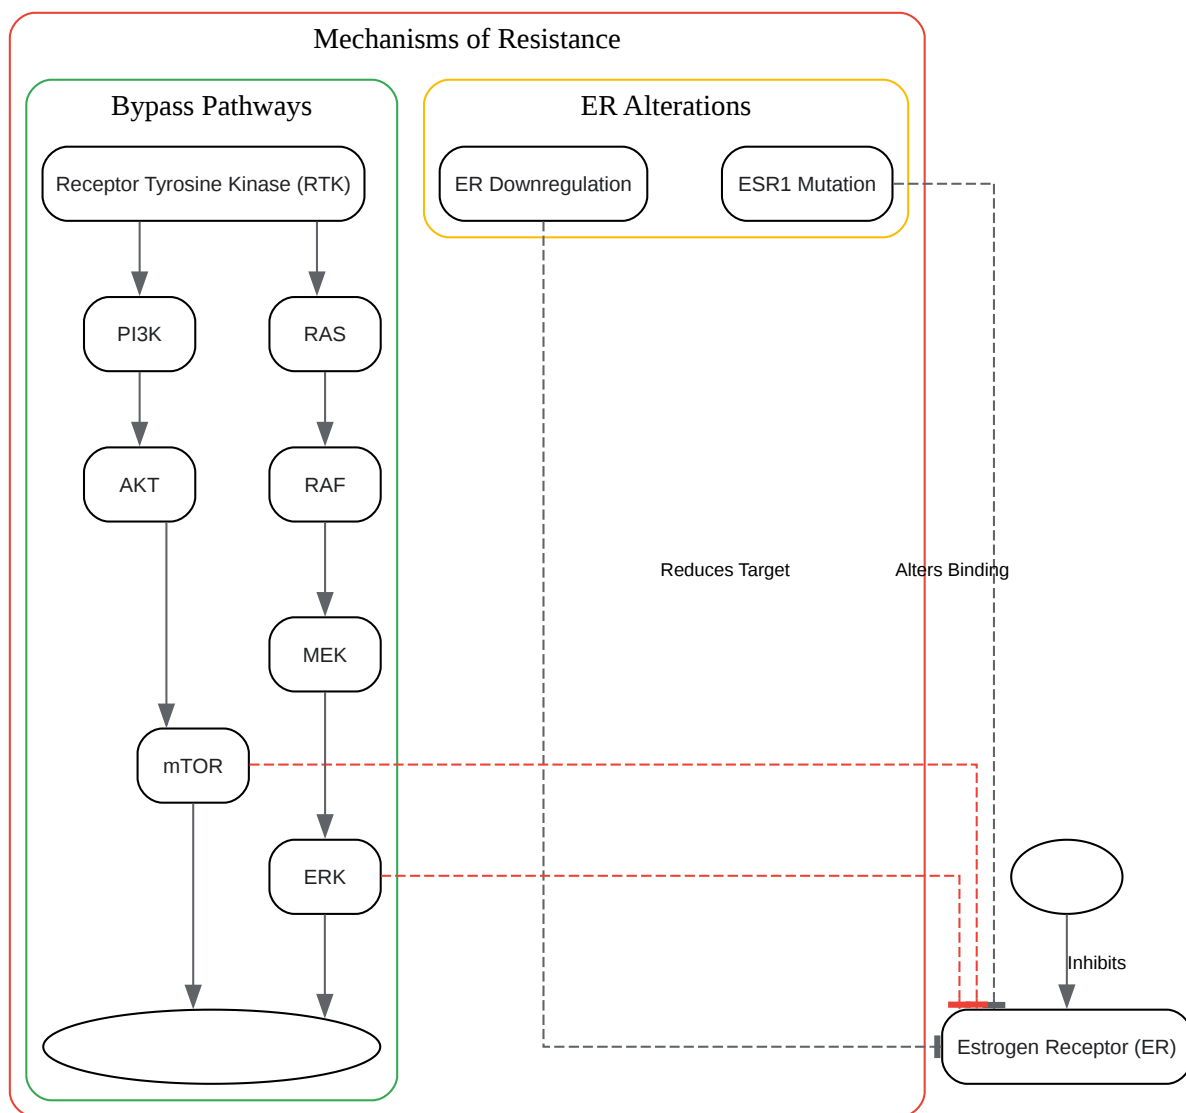 Mechanisms of Resistance
Bypass Pathways
ER Alterations
Receptor Tyrosine Kinase (RTK)
ER Downregulation
ESR1 Mutation
PI3K
RAS
AKT
RAF
Reduces Target
Alters Binding
MEK
mTOR
ERK
Inhibits
Estrogen Receptor (ER)